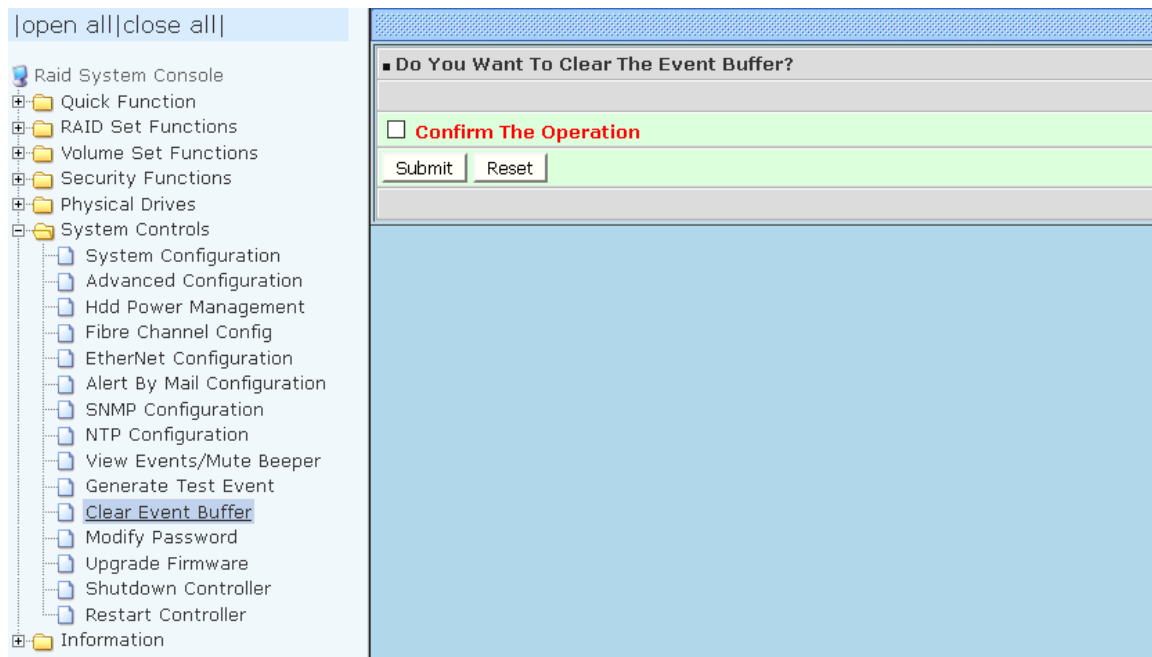 |open all|close all|
Raid System Console
Quick Function
RAID Set Functions
Volume Set Functions
Security Functions
Physical Drives
System Controls
System Configuration
Advanced Configuration
Hdd Power Management
Fibre Channel Config
EtherNet Configuration
Alert By Mail Configuration
SNMP Configuration
NTP Configuration
View Events/Mute Beeper
Generate Test Event
Clear Event Buffer
Modify Password
Upgrade Firmware
Shutdown Controller
Restart Controller
Information
Do You Want To Clear The Event Buffer?
Confirm The Operation
Submit Reset